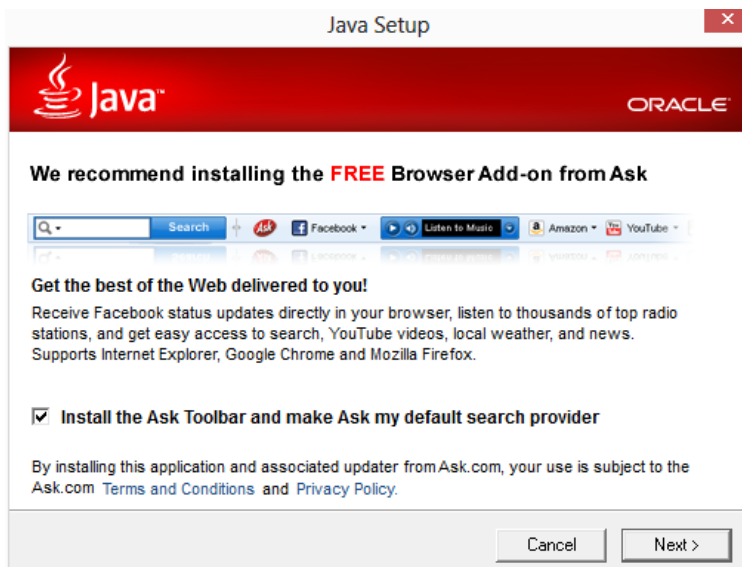 Java Setup
Java™
ORACLE
We recommend installing the FREE Browser Add-on from Ask
Search Ask Facebook Listen to Music Amazon YouTube
Get the best of the Web delivered to you!
Receive Facebook status updates directly in your browser, listen to thousands of top radio
stations, and get easy access to search, YouTube videos, local weather, and news.
Supports Internet Explorer, Google Chrome and Mozilla Firefox.
Install the Ask Toolbar and make Ask my default search provider
By installing this application and associated updater from Ask.com, your use is subject to the
Ask.com Terms and Conditions and Privacy Policy.
Cancel Next >